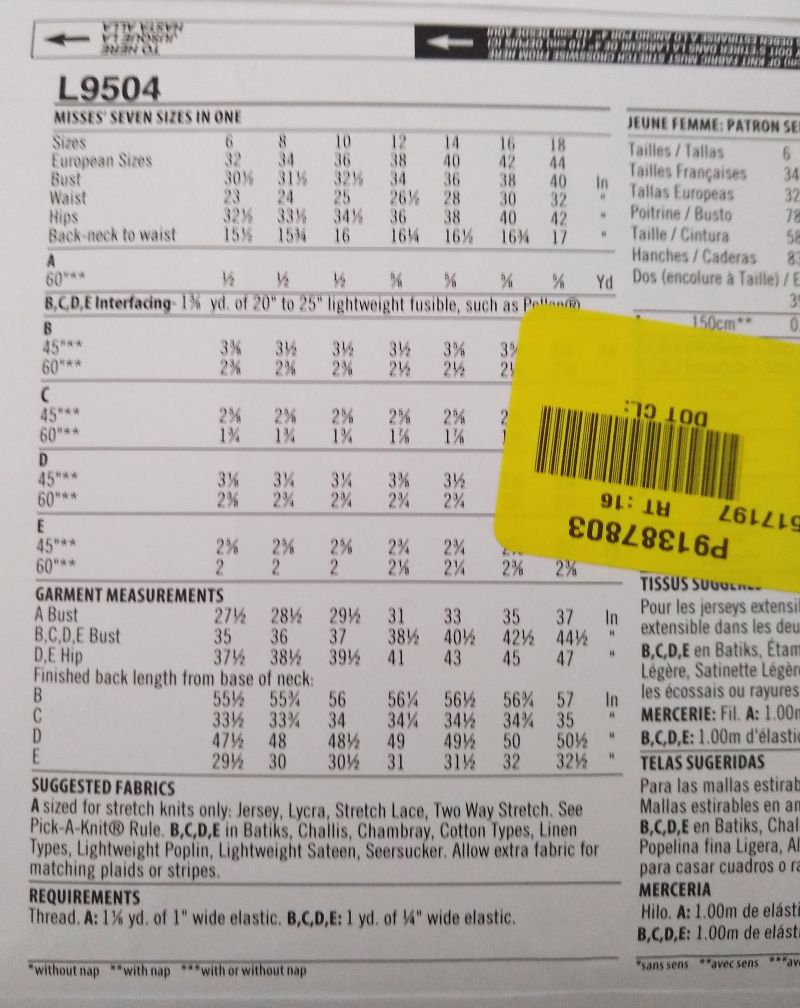 TO HERE
JUSQUE LÀ
HASTA ALLA
L9504
MISSES' SEVEN SIZES IN ONE
Sizes 6 8 10 12 14 16 18
European Sizes 32 34 36 38 40 42 44
Bust 30½ 31½ 32½ 34 36 38 40 In
Waist 23 24 25 26½ 28 30 32 "
Hips 32½ 33½ 34½ 36 38 40 42 "
Back-neck to waist 15½ 15¾ 16 16¼ 16½ 16¾ 17 "
A
60"*** ½ ½ ½ ⅝ ⅝ ⅝ ⅝ Yd
B,C,D,E Interfacing- yd. of 20" to 25" lightweight fusible, such as Pellon®
B
45"*** 3⅜ 3½ 3½ 3½ 3⅝
60"*** 2⅜ 2⅜ 2⅜ 2½ 2½
C
45"*** 2⅝ 2⅝ 2⅝ 2⅝ 2⅝
60"*** 1¾ 1¾ 1¾ 1⅞ 1⅞
D
45"*** 3⅛ 3¼ 3¼ 3⅜ 3½
60"*** 2⅝ 2¾ 2¾ 2¾ 2¾
E
45"*** 2⅝ 2⅝ 2⅝ 2¾ 2¾
60"*** 2 2 2 2⅛ 2¼ 2⅜ 2⅜
GARMENT MEASUREMENTS
A Bust 27½ 28½ 29½ 31 33 35 37 In
B,C,D,E Bust 35 36 37 38½ 40½ 42½ 44½ "
D,E Hip 37½ 38½ 39½ 41 43 45 47 "
Finished back length from base of neck:
B 55½ 55¾ 56 56¼ 56½ 56¾ 57 In
C 33½ 33¾ 34 34¼ 34½ 34¾ 35 "
D 47½ 48 48½ 49 49½ 50 50½ "
E 29½ 30 30½ 31 31½ 32 32½ "
SUGGESTED FABRICS
A sized for stretch knits only: Jersey, Lycra, Stretch Lace, Two Way Stretch. See
Pick-A-Knit® Rule. B,C,D,E in Batiks, Challis, Chambray, Cotton Types, Linen
Types, Lightweight Poplin, Lightweight Sateen, Seersucker. Allow extra fabric for
matching plaids or stripes.
REQUIREMENTS
Thread. A: 1⅛ yd. of 1" wide elastic. B,C,D,E: 1 yd. of ¼" wide elastic.
*without nap **with nap ***with or without nap
JEUNE FEMME: PATRON
Tailles / Tallas 6
Tailles Françaises 34
Tallas Europeas 32
Poitrine / Busto 78
Taille / Cintura 58
Hanches / Caderas 83
Dos (encolure à Taille) /
150cm** 0
DOT CL:
RT :16
517197
P91387803
TISSUS
Pour les jerseys
extensible dans les
B,C,D,E en Batiks,
Légère, Satinette
les écossais ou rayures
MERCERIE: Fil. A: 1.00m
B,C,D,E: 1.00m
TELAS SUGERIDAS
Para las mallas
Mallas estirables en
B,C,D,E en Batiks,
Popelina fina Ligera,
para casar cuadros o
MERCERIA
Hilo. A: 1.00m de
B,C,D,E: 1.00m de
*sans sens **avec sens